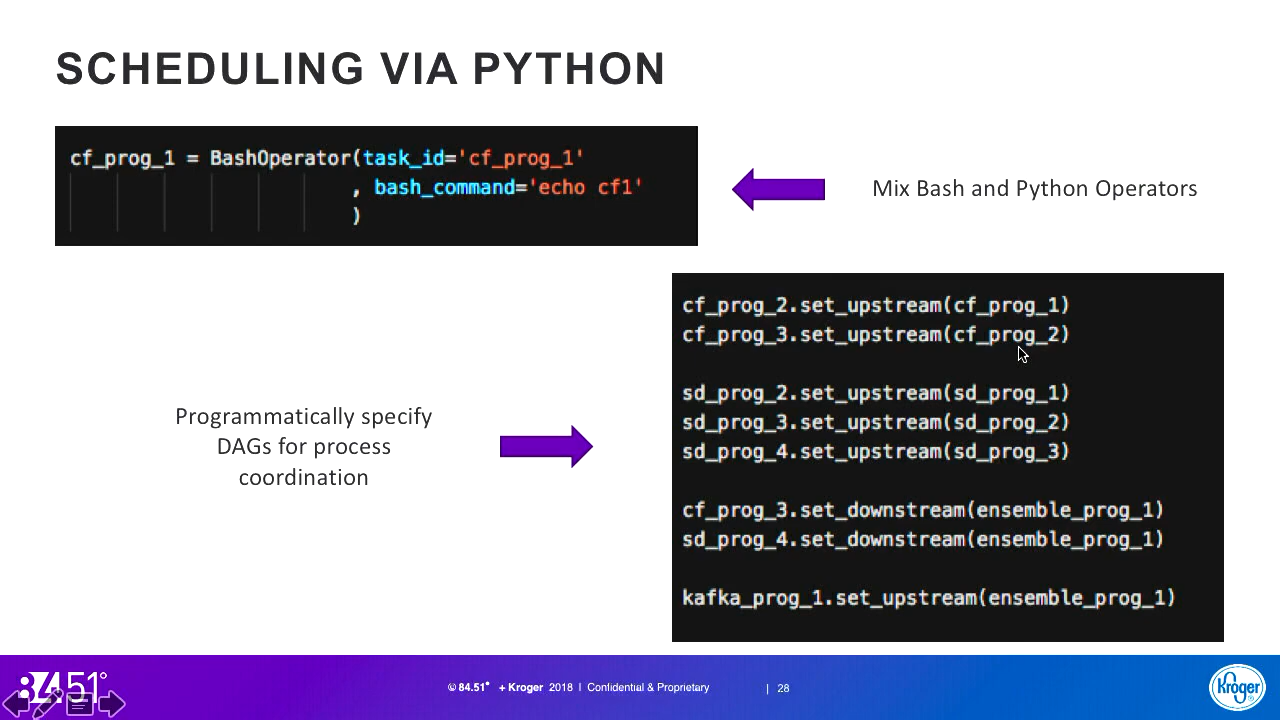 SCHEDULING VIA PYTHON
cf_prog_1 = BashOperator(task_id='cf_prog_1'
, bash_command='echo cf1'
)
Mix Bash and Python Operators
cf_prog_2.set_upstream(cf_prog_1)
cf_prog_3.set_upstream(cf_prog_2)
sd_prog_2.set_upstream(sd_prog_1)
sd_prog_3.set_upstream(sd_prog_2)
sd_prog_4.set_upstream(sd_prog_3)
cf_prog_3.set_downstream(ensemble_prog_1)
sd_prog_4.set_downstream(ensemble_prog_1)
kafka_prog_1.set_upstream(ensemble_prog_1)
Programmatically specify
DAGs for process
coordination
84.51°
© 84.51° + Kroger 2018 | Confidential & Proprietary | 28
Kroger